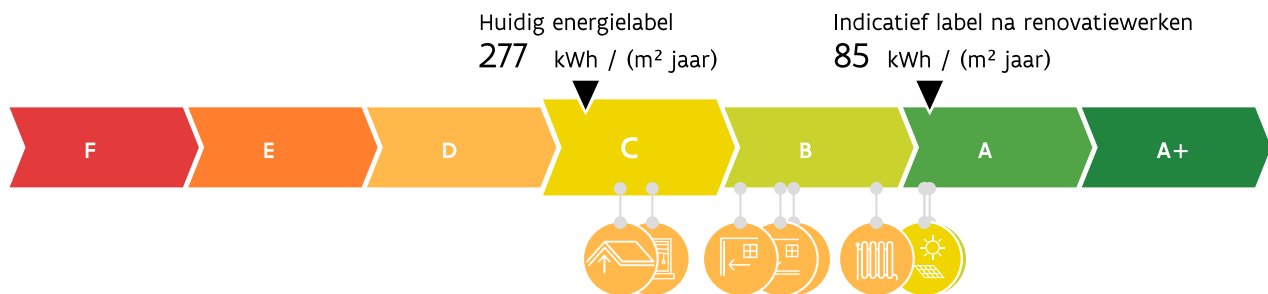 Huidig energielabel
277 kWh / (m² jaar)
Indicatief label na renovatiewerken
85 kWh / (m² jaar)
F
E
D
C
B
A
A+